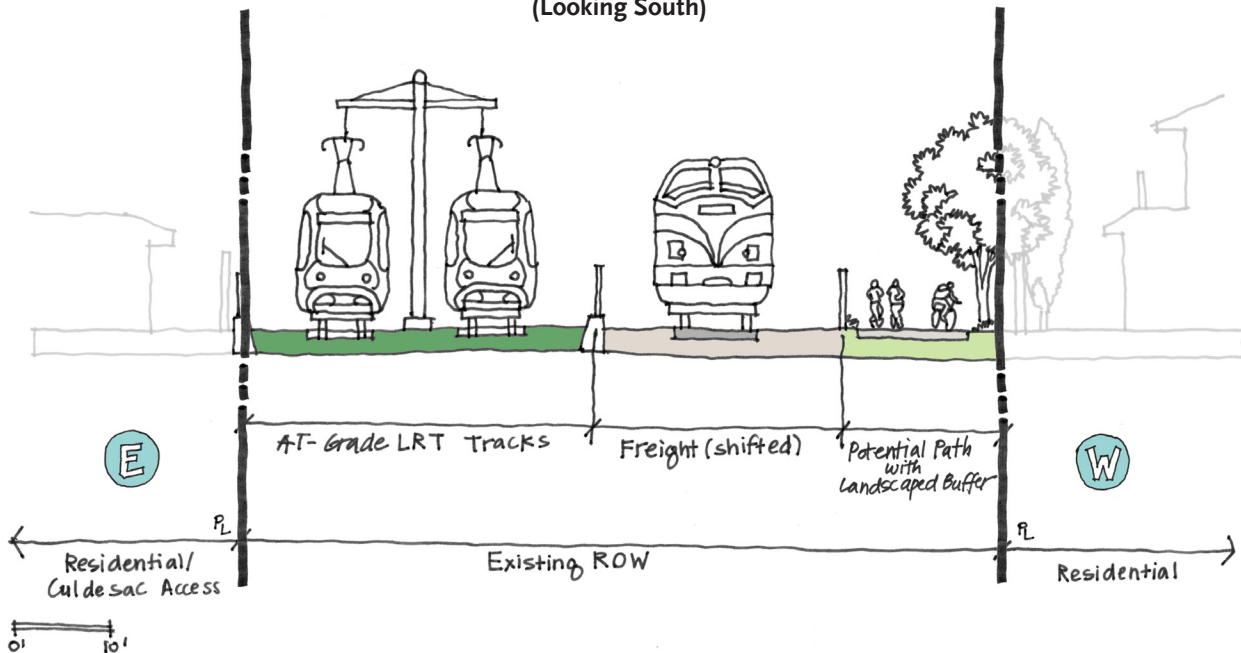 (Looking South)
AT-Grade LRT Tracks
Freight (shifted)
Potential Path
with
Landscaped Buffer
E
W
PL
PL
Residential/
Culdesac Access
Existing ROW
Residential
0' 10'